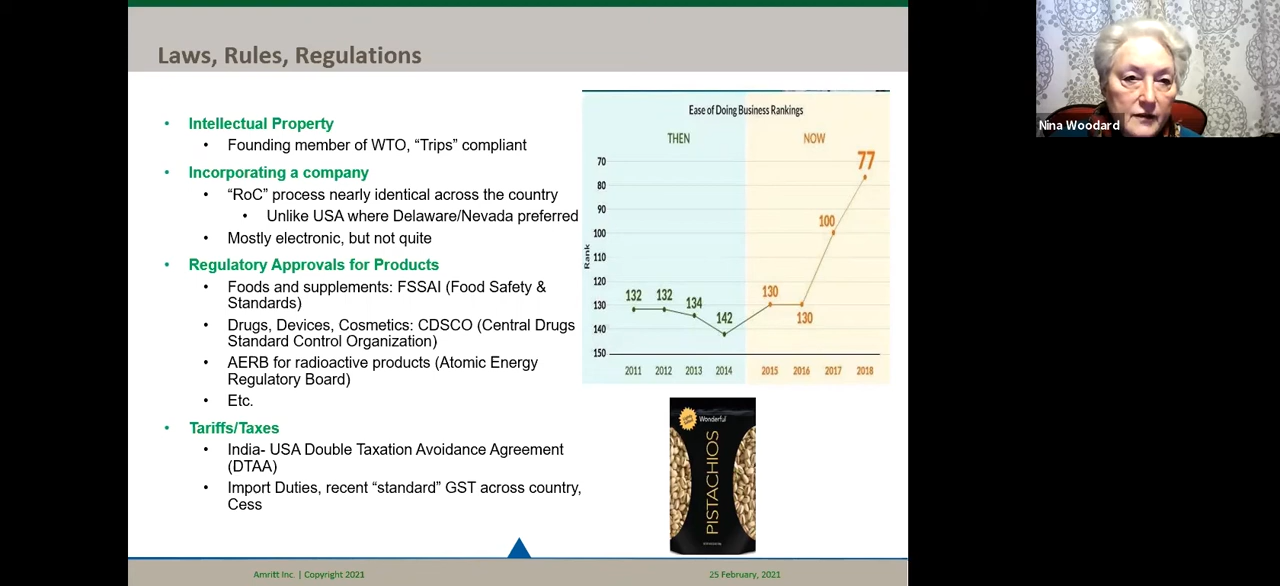 Laws, Rules, Regulations
• Intellectual Property
• Founding member of WTO, “Trips” compliant
• Incorporating a company
• “RoC” process nearly identical across the country
• Unlike USA where Delaware/Nevada preferred
• Mostly electronic, but not quite
• Regulatory Approvals for Products
• Foods and supplements: FSSAI (Food Safety &
Standards)
• Drugs, Devices, Cosmetics: CDSCO (Central Drugs
Standard Control Organization)
• AERB for radioactive products (Atomic Energy
Regulatory Board)
• Etc.
• Tariffs/Taxes
• India- USA Double Taxation Avoidance Agreement
(DTAA)
• Import Duties, recent “standard” GST across country,
Cess
Ease of Doing Business Rankings
THEN NOW
Rank
70
80
90
100
110
120
130
140
150
132 132 134 142 130 130 100 77
2011 2012 2013 2014 2015 2016 2017 2018
Wonderful
PISTACHIOS
Amritt Inc. | Copyright 2021
25 February, 2021
Nina Woodard